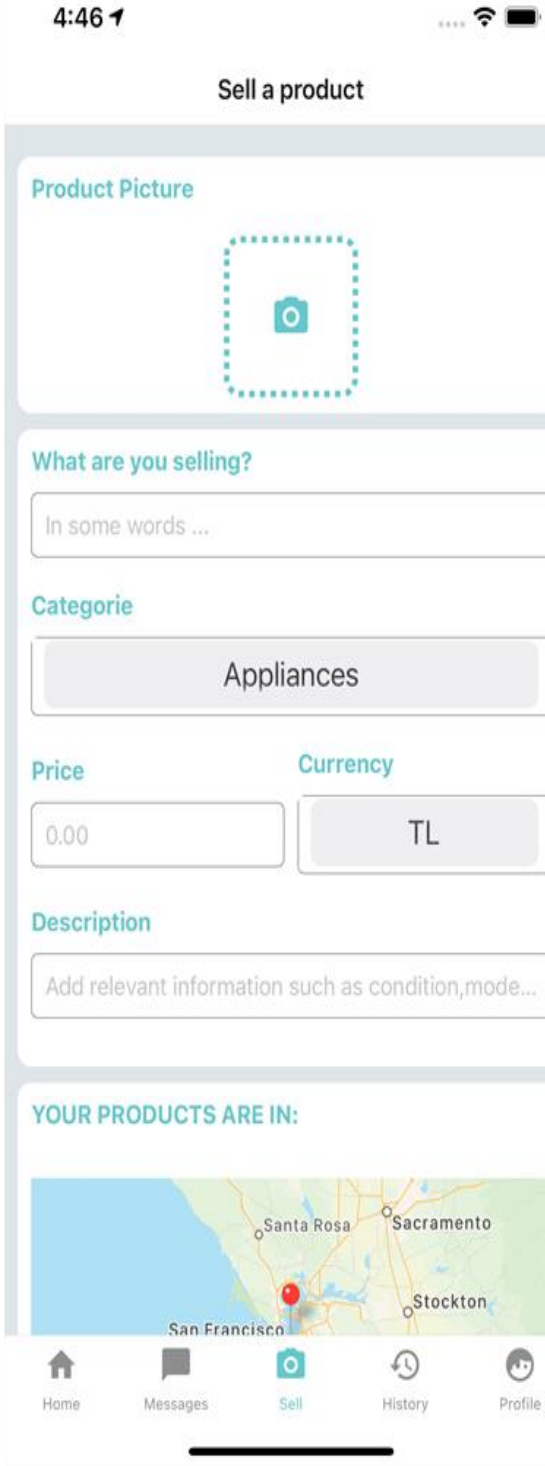 4:46
Sell a product
Product Picture
What are you selling?
In some words ...
Categorie
Appliances
Price
Currency
0.00
TL
Description
Add relevant information such as condition,mode...
YOUR PRODUCTS ARE IN:
Santa Rosa
Sacramento
Stockton
San Francisco
Home
Messages
Sell
History
Profile